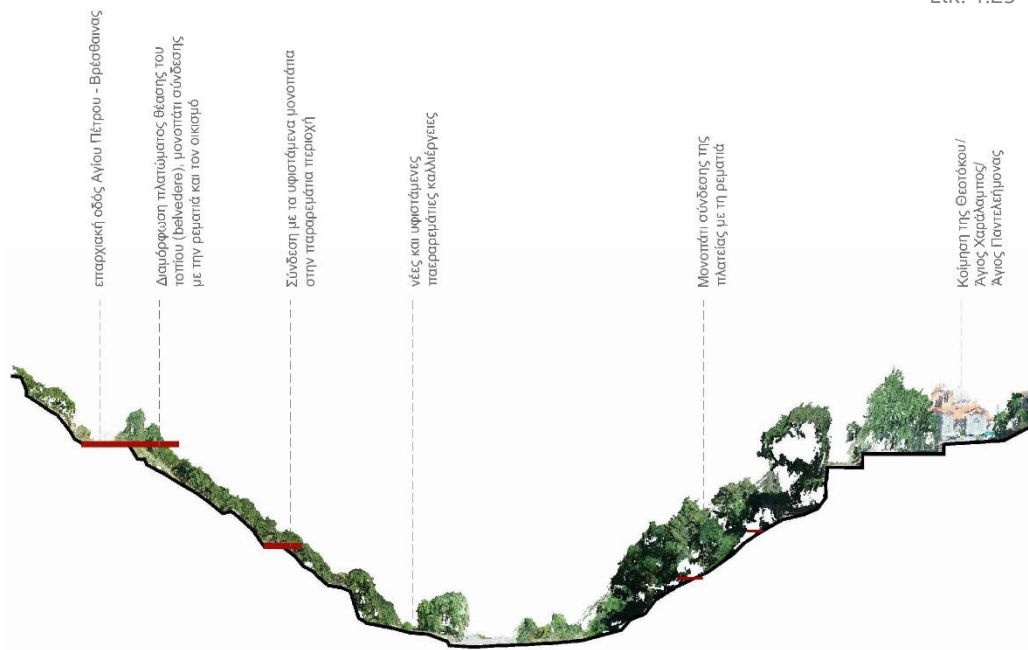 Εικ. 4.25
επαρχιακή οδός Αγίου Πέτρου - Βρέσθαινας
Διαμόρφωση πλατώματος θέασης του
τοπίου (belvedere), μονοπάτι σύνδεσης
με την ρεματιά και τον οικισμό
Σύνδεση με τα υφιστάμενα μονοπάτια
στην παραρεμάτια περιοχή
νέες και υφιστάμενες
παεραρεμάτιες καλλιέργειες
Μονοπάτι σύνδεσης της
πλατείας με τη ρεματιά
Κοίμηση της Θεοτόκου/
Άγιος Χαράλαμπος/
Άγιος Παντελεήμονας